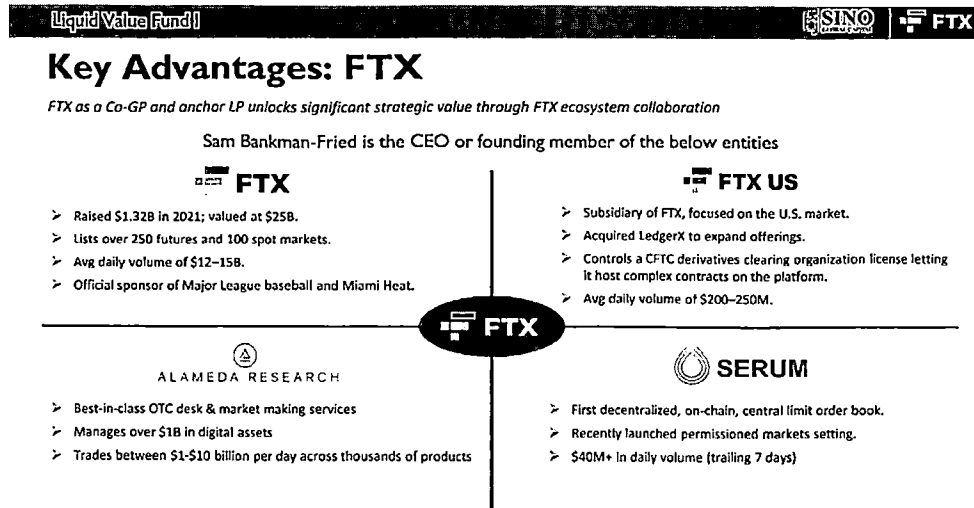 Liquid Value Fund I
SINO
FTX
Key Advantages: FTX
FTX as a Co-GP and anchor LP unlocks significant strategic value through FTX ecosystem collaboration
Sam Bankman-Fried is the CEO or founding member of the below entities
FTX
➢ Raised $1.32B in 2021; valued at $25B.
➢ Lists over 250 futures and 100 spot markets.
➢ Avg daily volume of $12–15B.
➢ Official sponsor of Major League baseball and Miami Heat.
FTX US
➢ Subsidiary of FTX, focused on the U.S. market.
➢ Acquired LedgerX to expand offerings.
➢ Controls a CFTC derivatives clearing organization license letting
it host complex contracts on the platform.
➢ Avg daily volume of $200–250M.
FTX
ALAMEDA RESEARCH
➢ Best-in-class OTC desk & market making services
➢ Manages over $1B in digital assets
➢ Trades between $1-$10 billion per day across thousands of products
SERUM
➢ First decentralized, on-chain, central limit order book.
➢ Recently launched permissioned markets setting.
➢ $40M+ in daily volume (trailing 7 days)